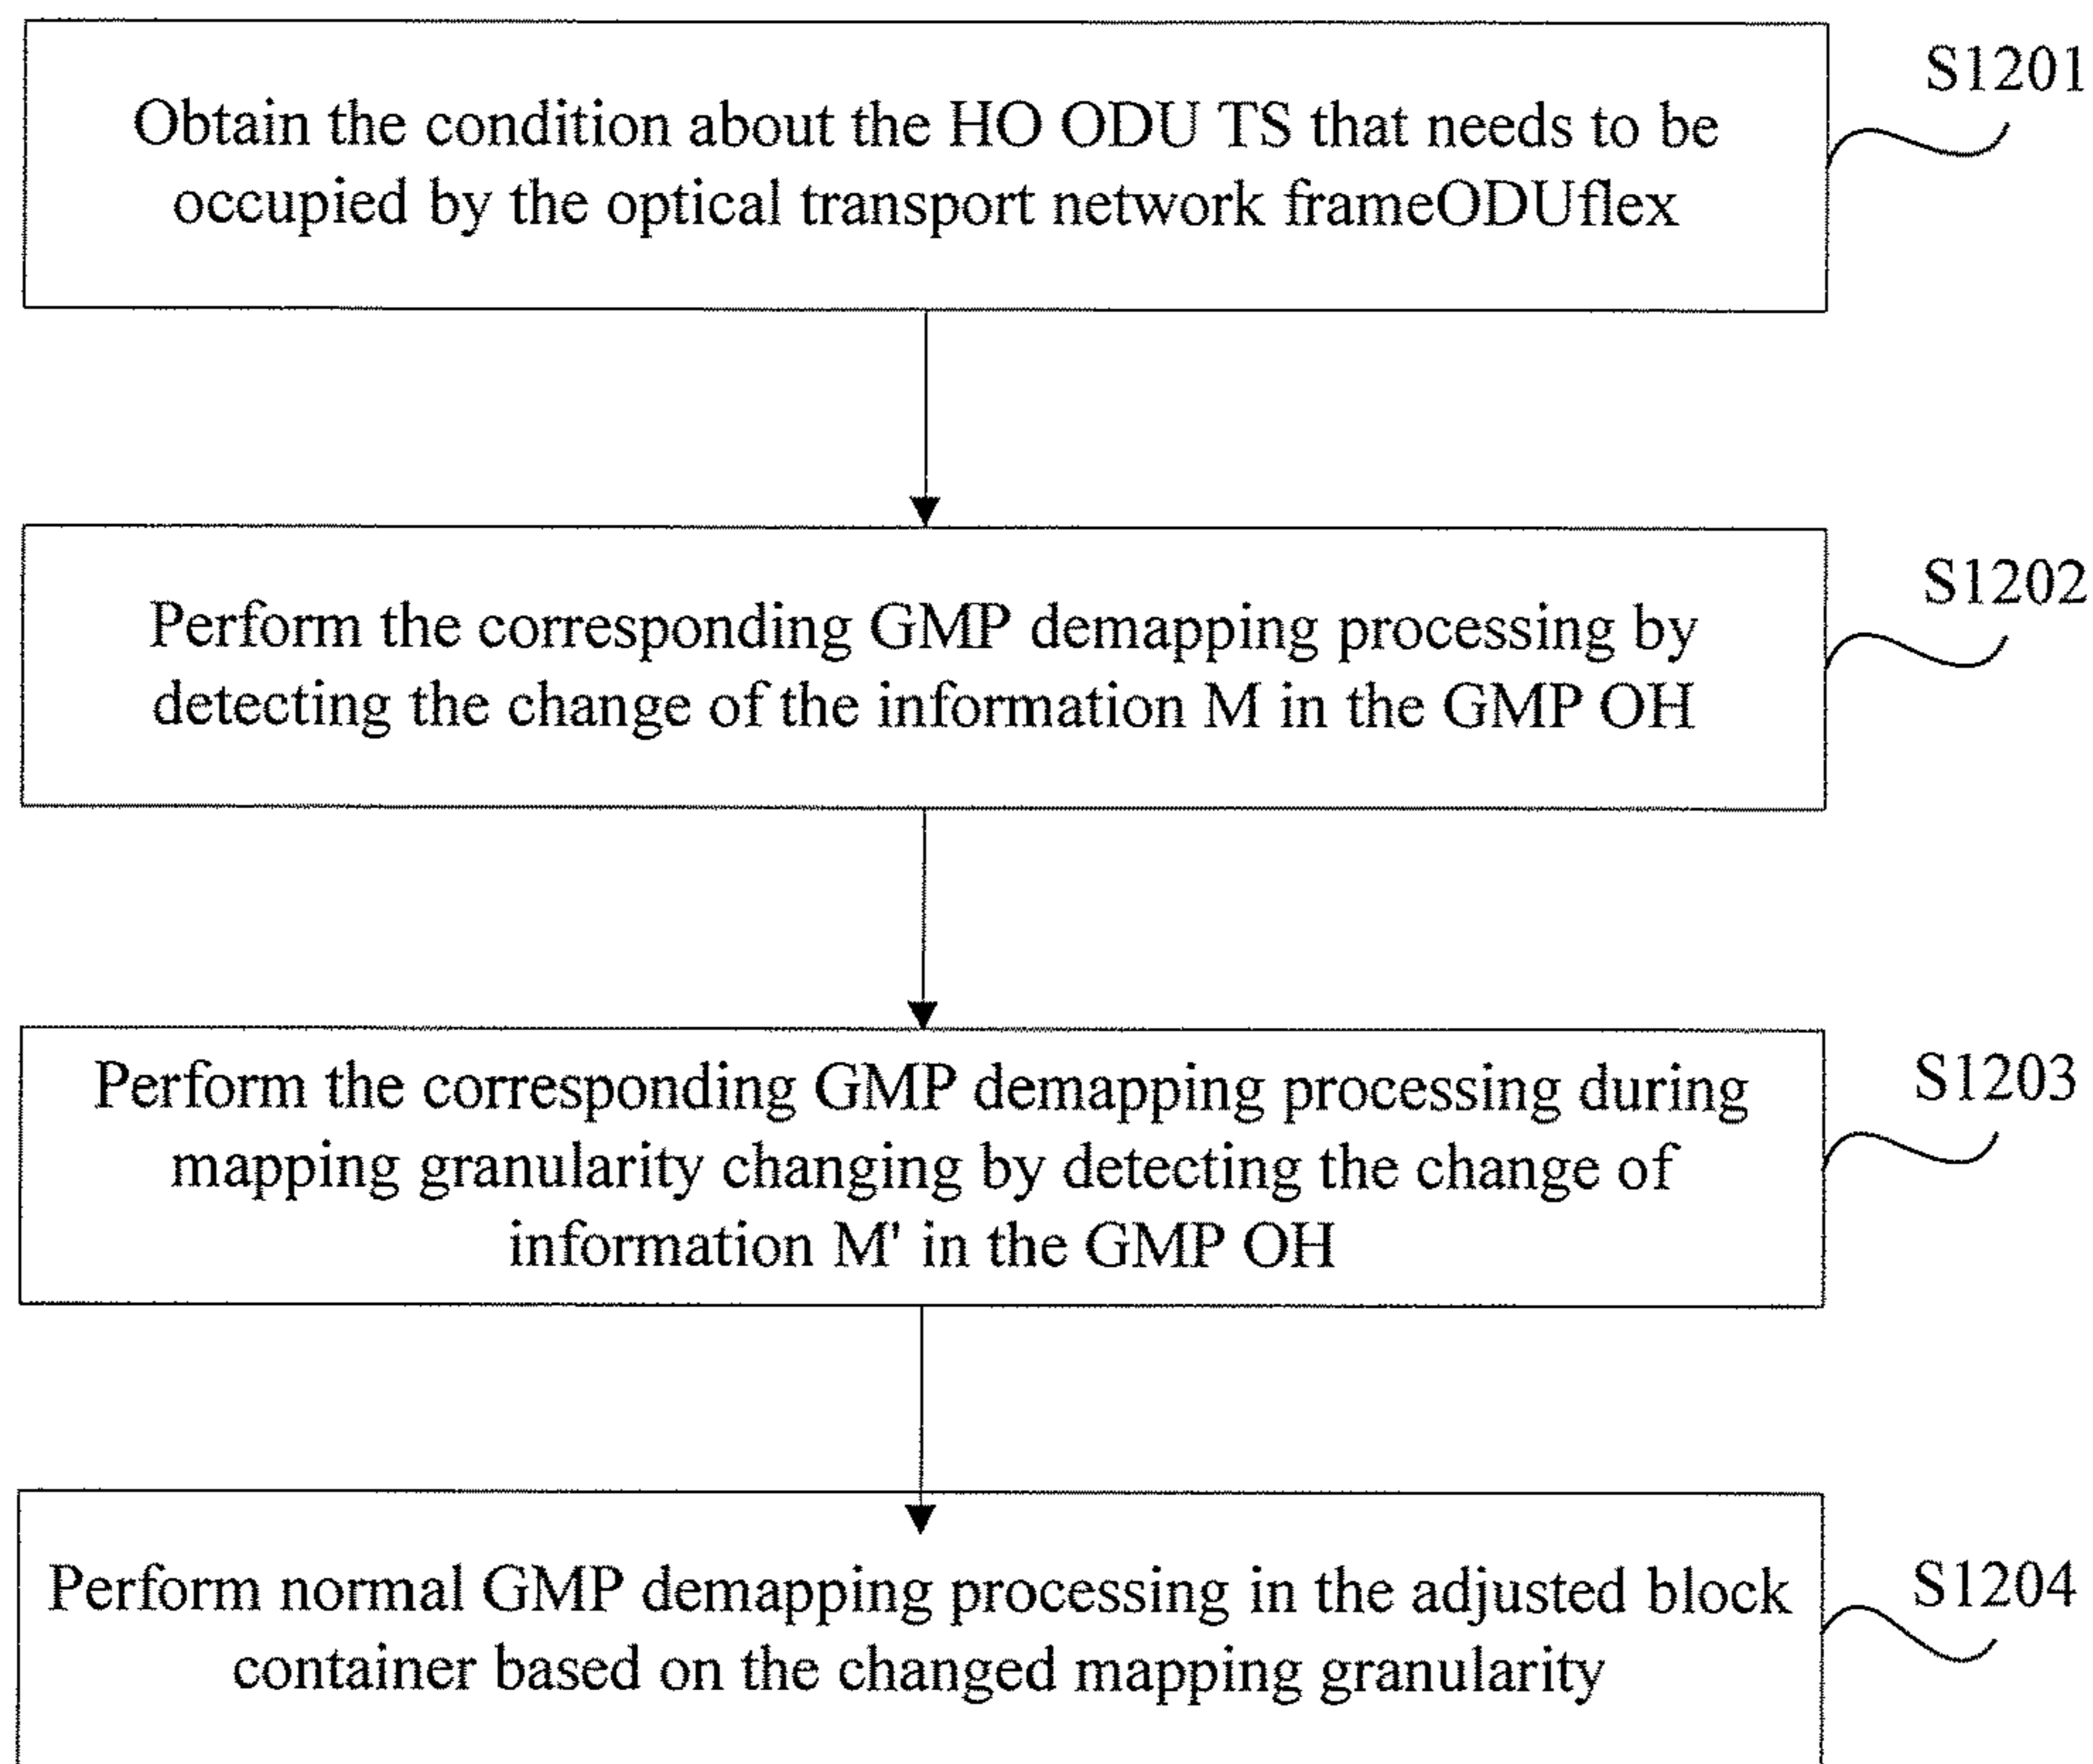 S1201
Obtain the condition about the HO ODU TS that needs to be
occupied by the optical transport network frameODUflex
S1202
Perform the corresponding GMP demapping processing by
detecting the change of the information M in the GMP OH
S1203
Perform the corresponding GMP demapping processing during
mapping granularity changing by detecting the change of
information M' in the GMP OH
S1204
Perform normal GMP demapping processing in the adjusted block
container based on the changed mapping granularity